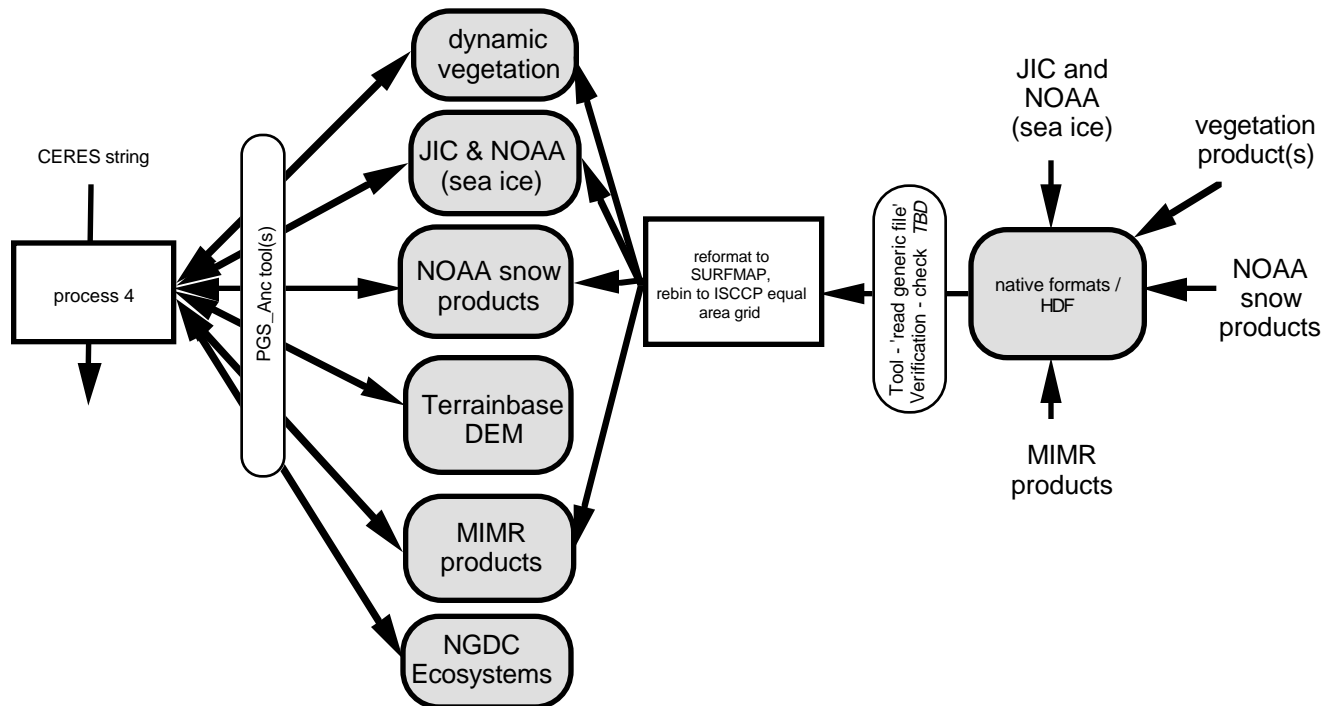 CERES string
process 4
PGS_Anc tool(s)
dynamic
vegetation
JIC & NOAA
(sea ice)
NOAA snow
products
Terrainbase
DEM
MIMR
products
NGDC
Ecosystems
reformat to
SURFMAP,
rebin to ISCCP equal
area grid
Tool - 'read generic file'
Verification - check TBD
native formats /
HDF
JIC and
NOAA
(sea ice)
vegetation
product(s)
NOAA
snow
products
MIMR
products